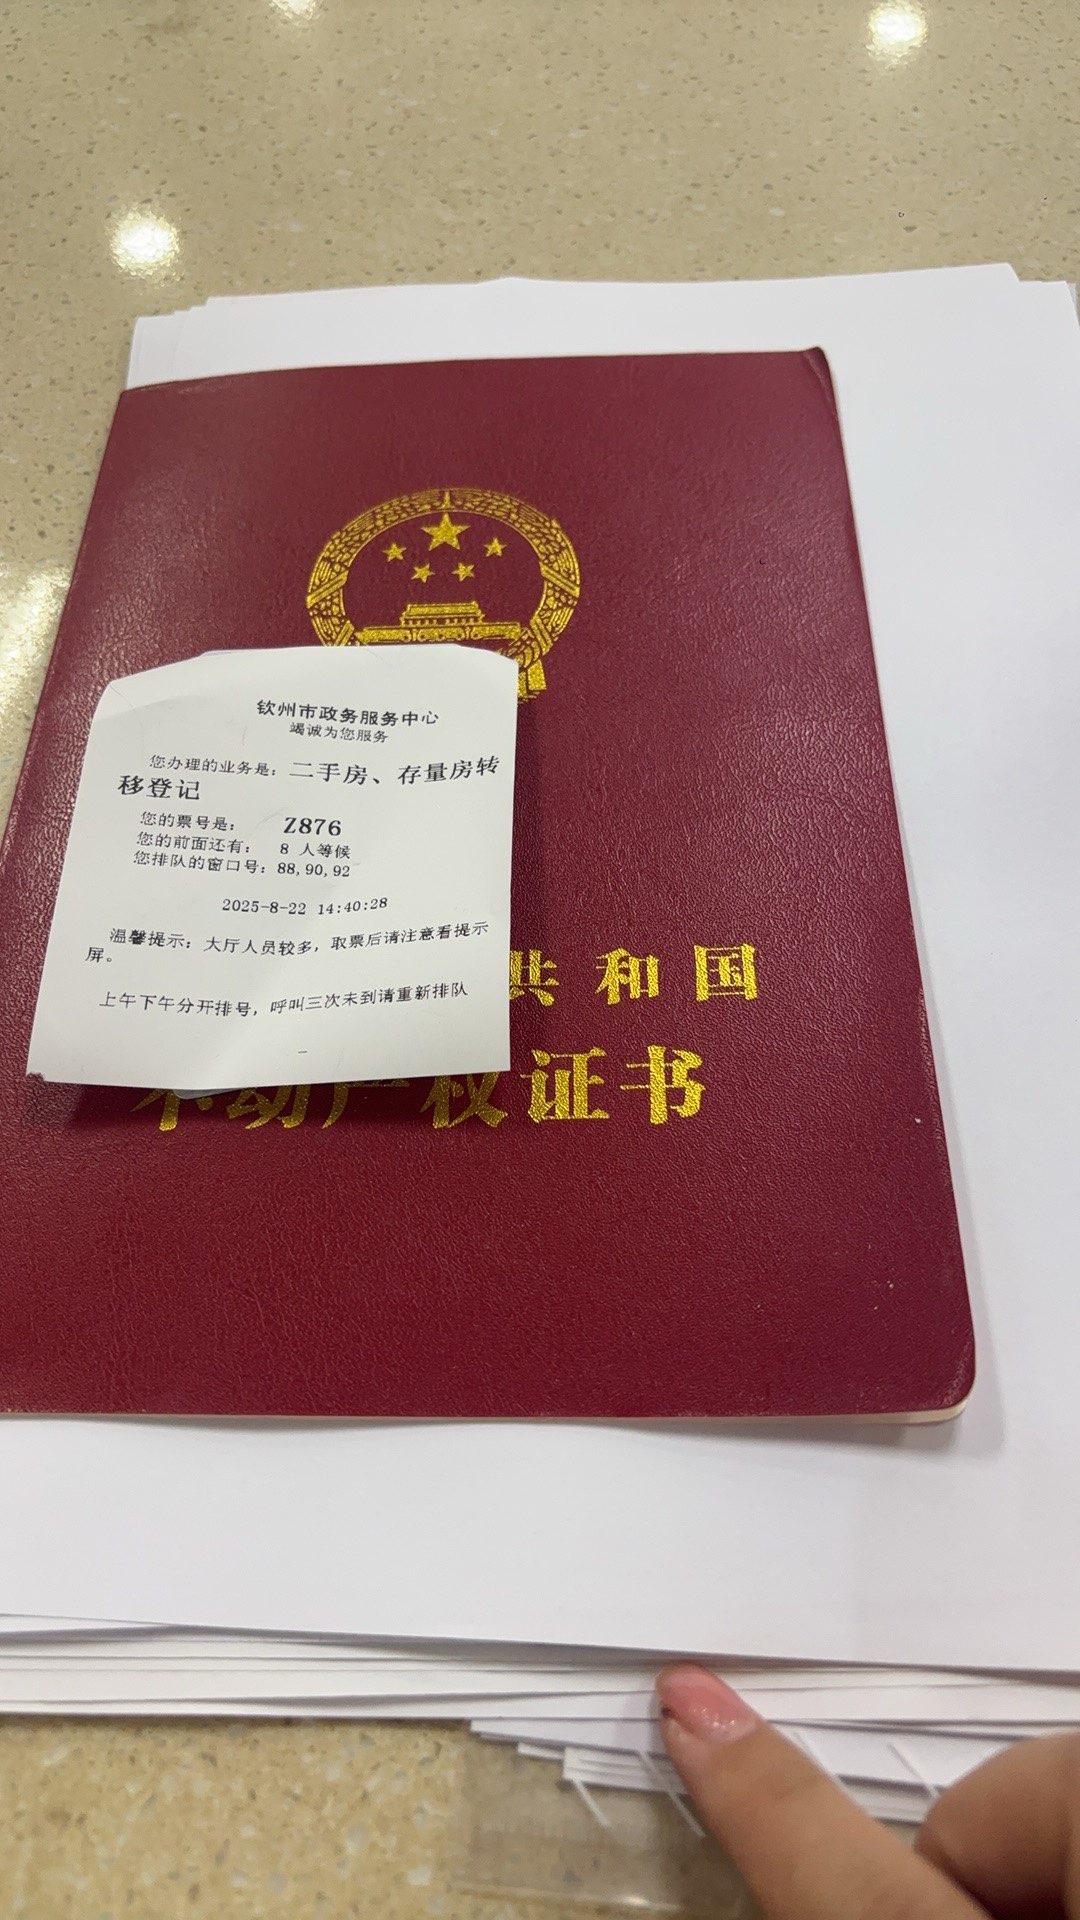 钦州市政务服务中心
竭诚为您服务
您办理的业务是：二手房、存量房转
移登记
您的票号是： Z876
您的前面还有： 8 人等候
您排队的窗口号：88,90,92
2025-8-22 14:40:28
温馨提示：大厅人员较多，取票后请注意看提示
屏。
上午下午分开排号，呼叫三次未到请重新排队
共和国
不动产权证书